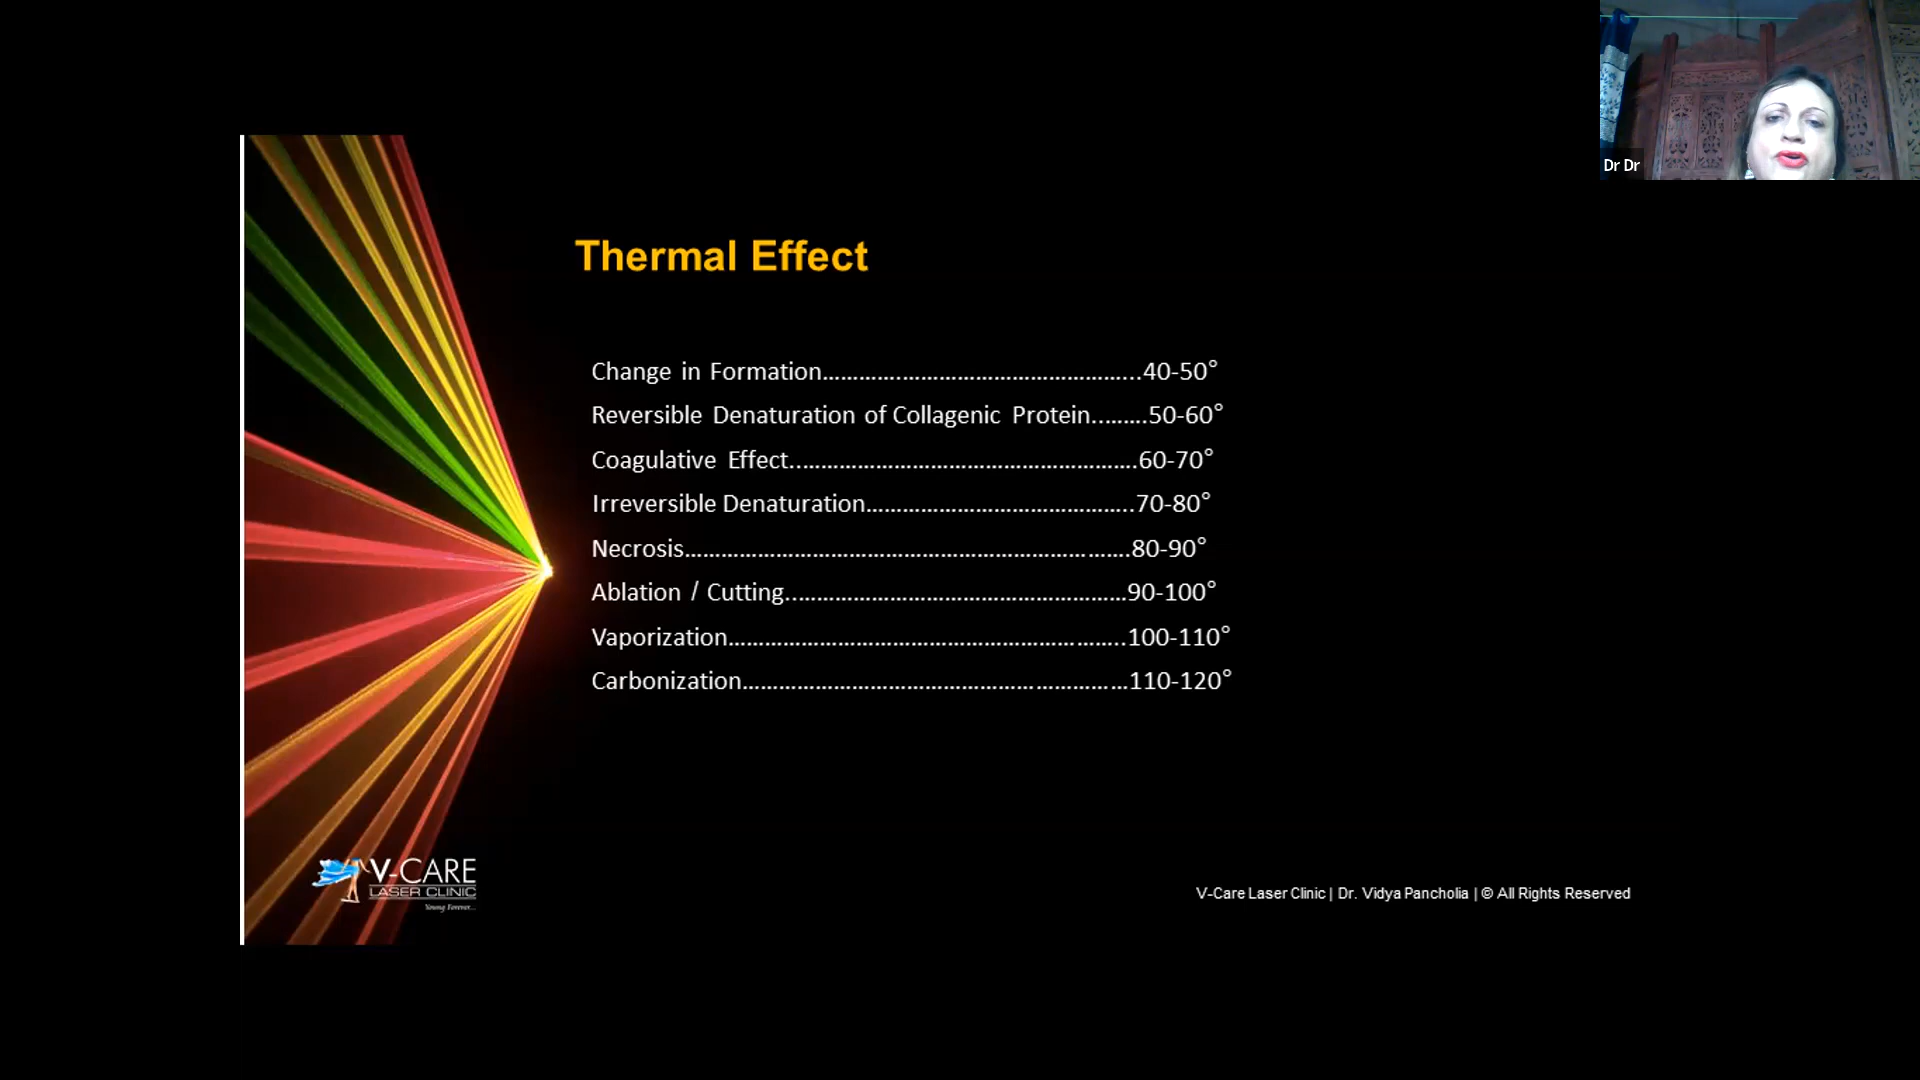 Dr Dr
Thermal Effect
Change in Formation……………………………………..40-50°
Reversible Denaturation of Collagenic Protein………50-60°
Coagulative Effect……………………………………………….60-70°
Irreversible Denaturation……………………………………..70-80°
Necrosis……………………………………………………………….80-90°
Ablation / Cutting………………………………………………..90-100°
Vaporization………………………………………………………..100-110°
Carbonization………………………………………………………110-120°
V-CARE
LASER CLINIC
Young Forever...
V-Care Laser Clinic | Dr. Vidya Pancholia | © All Rights Reserved